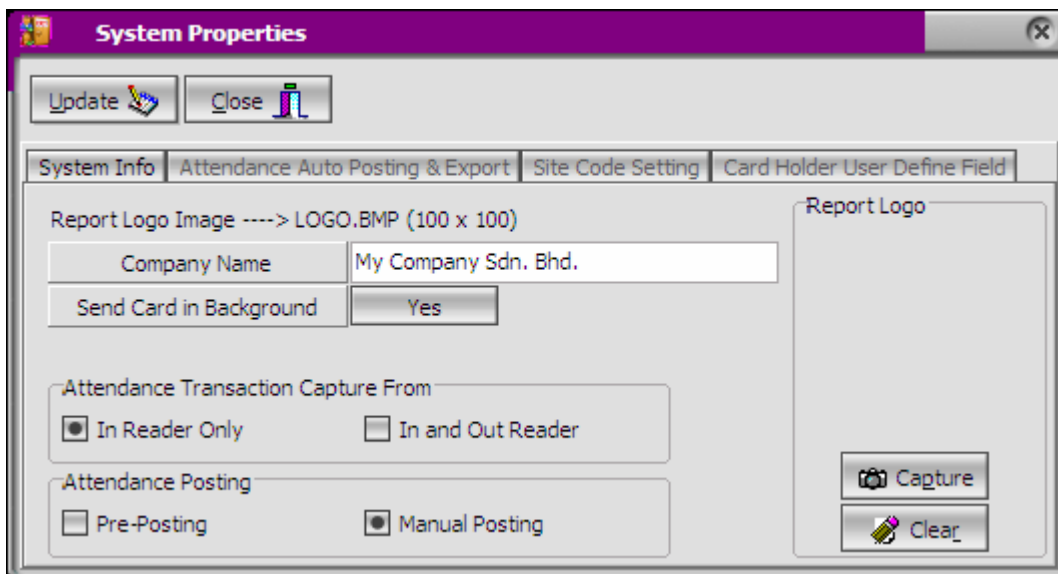 System Properties
Update Close
System Info Attendance Auto Posting & Export Site Code Setting Card Holder User Define Field
Report Logo Image ----> LOGO.BMP (100 x 100)
Report Logo
Company Name My Company Sdn. Bhd.
Send Card in Background Yes
Attendance Transaction Capture From
In Reader Only In and Out Reader
Attendance Posting
Pre-Posting Manual Posting
Capture
Clear